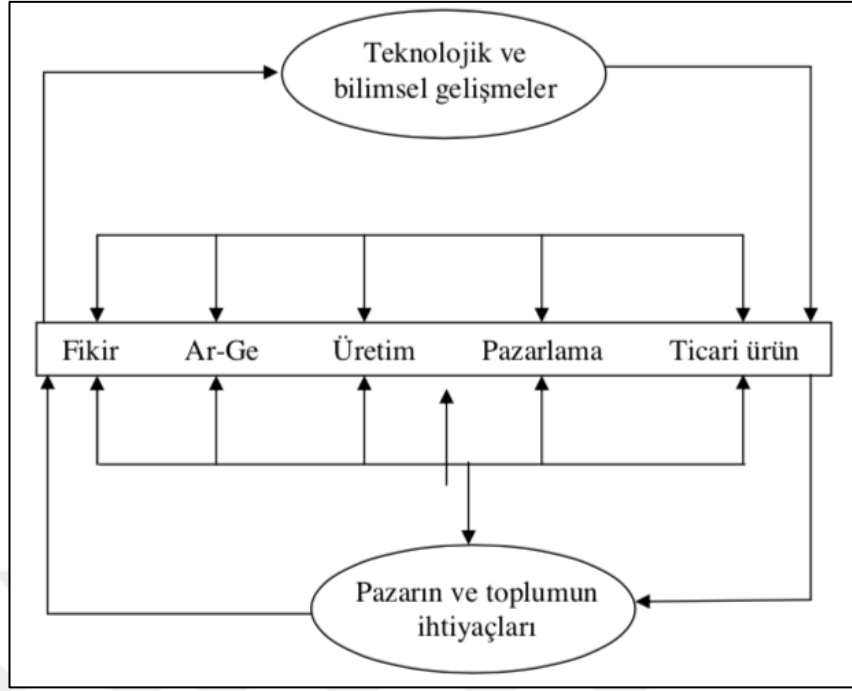 Teknolojik ve
bilimsel gelişmeler
Fikir Ar-Ge Üretim Pazarlama Ticari ürün
Pazarın ve toplumun
ihtiyaçları